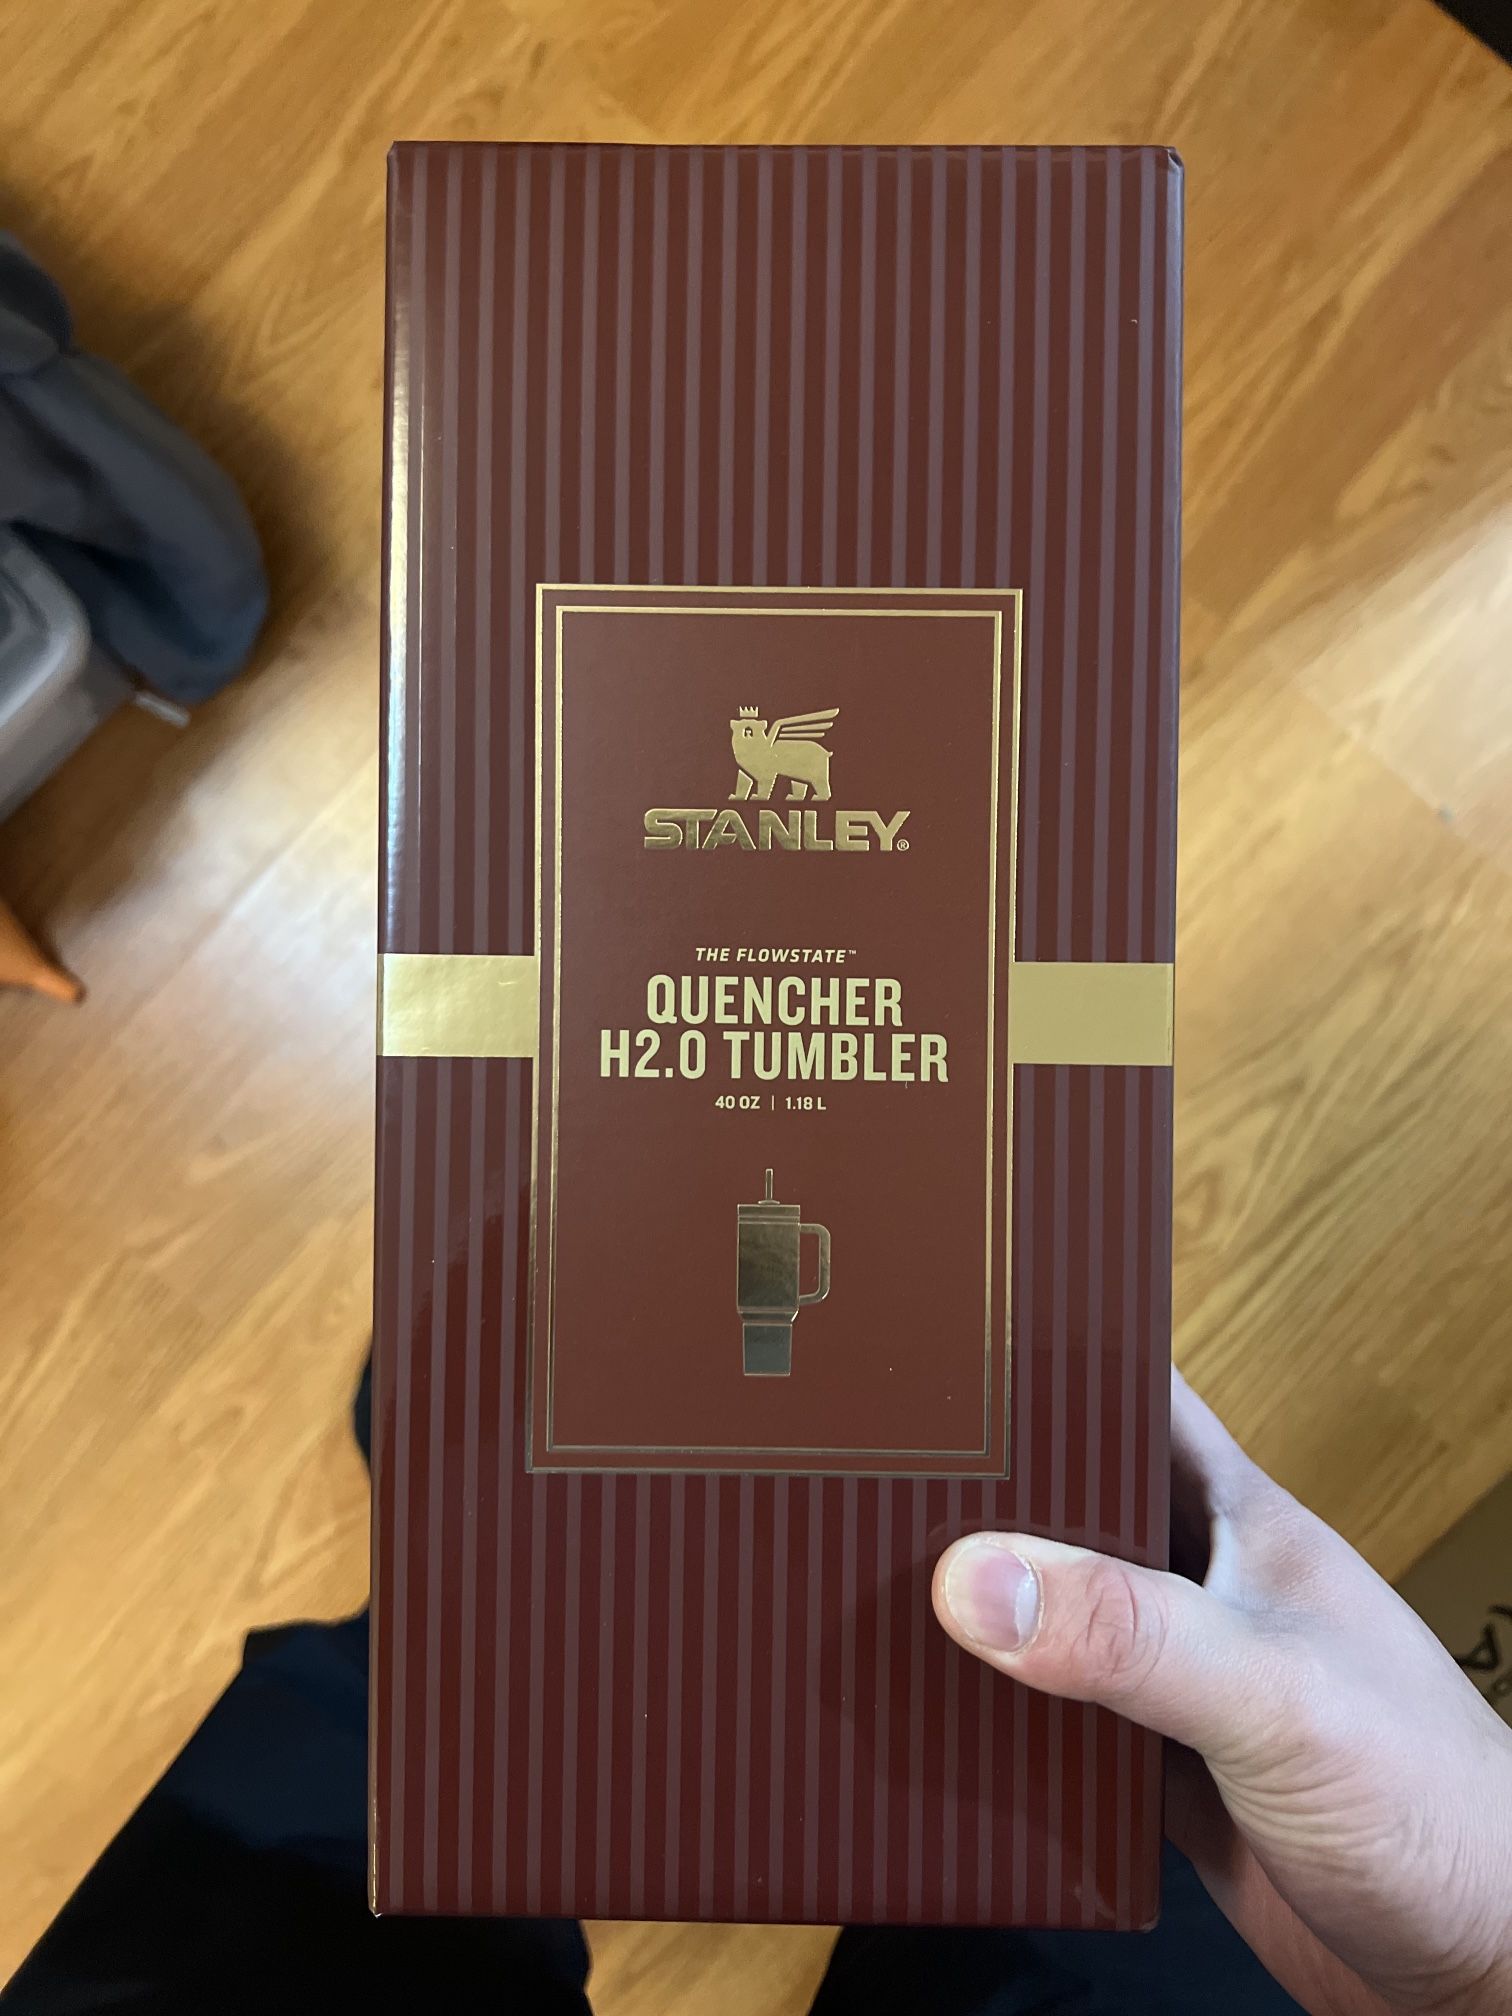 STANLEY®
THE FLOWSTATE™
QUENCHER
H2.0 TUMBLER
40 OZ | 1.18 L